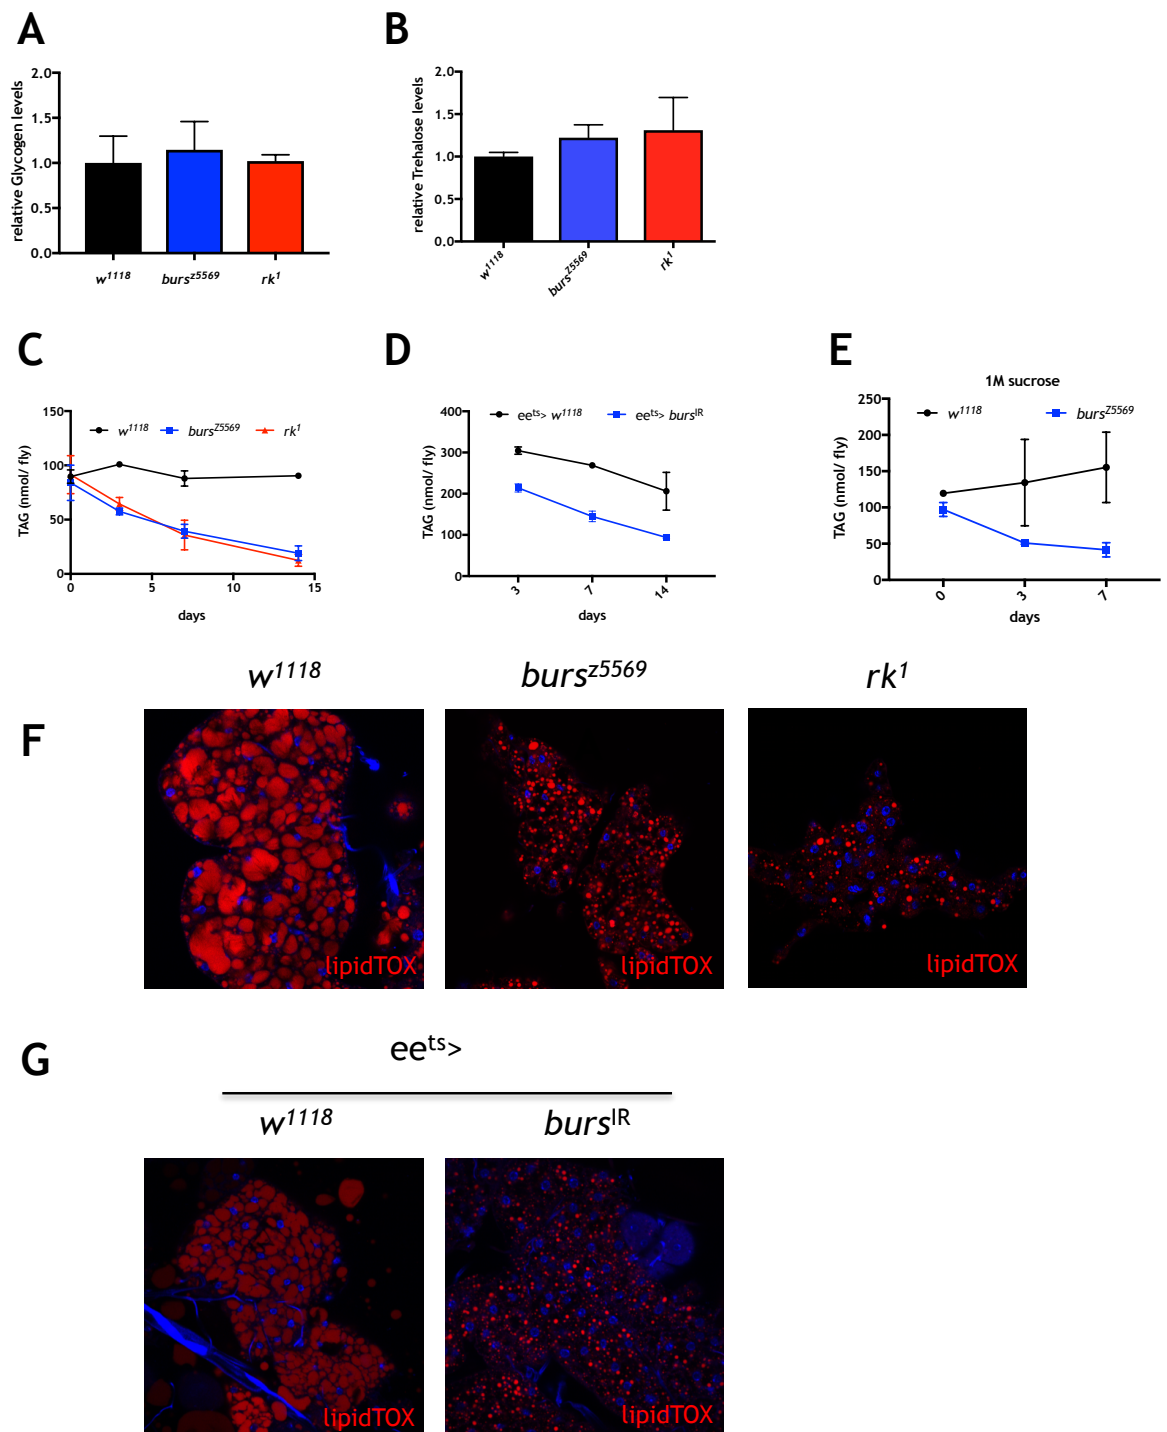 A
B
relative Glycogen levels
2.0
1.5
1.0
0.5
0.0
w1118
bursz5569
rk1
relative Trehalose levels
2.0
1.5
1.0
0.5
0.0
w1118
bursz5569
rk1
C
D
E
TAG (nmol/ fly)
150
100
50
0
w1118
bursZ5569
rk1
0
5
10
15
days
TAG (nmol/ fly)
400
300
200
100
0
eets> w1118
eets> bursIR
3
7
14
days
1M sucrose
TAG (nmol/ fly)
250
200
150
100
50
0
w1118
bursZ5569
0
3
7
days
w1118
bursz5569
rk1
F
lipidTOX
lipidTOX
lipidTOX
G
eets>
w1118
bursIR
lipidTOX
lipidTOX